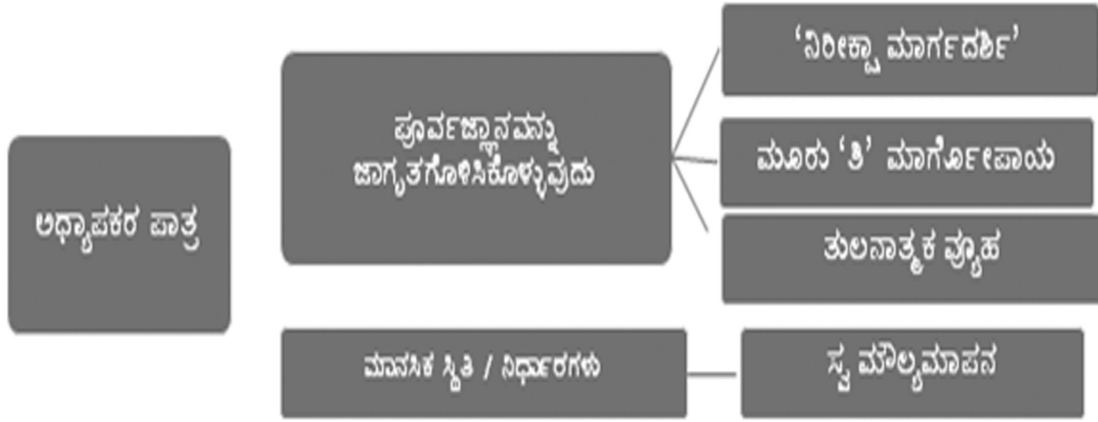 ಅಧ್ಯಾಪಕರ ಪಾತ್ರ
ಪೂರ್ವಜ್ಞಾನವನ್ನು
ಜಾಗೃತಗೊಳಿಸಿಕೊಳ್ಳುವುದು
‘ನಿರೀಕ್ಷಾ ಮಾರ್ಗದರ್ಶಿ’
ಮೂರು ‘ತಿ’ ಮಾರ್ಗೋಪಾಯ
ತುಲನಾತ್ಮಕ ವ್ಯೂಹ
ಮಾನಸಿಕ ಸ್ಥಿತಿ / ನಿರ್ಧಾರಗಳು
ಸ್ವ ಮೌಲ್ಯಮಾಪನ